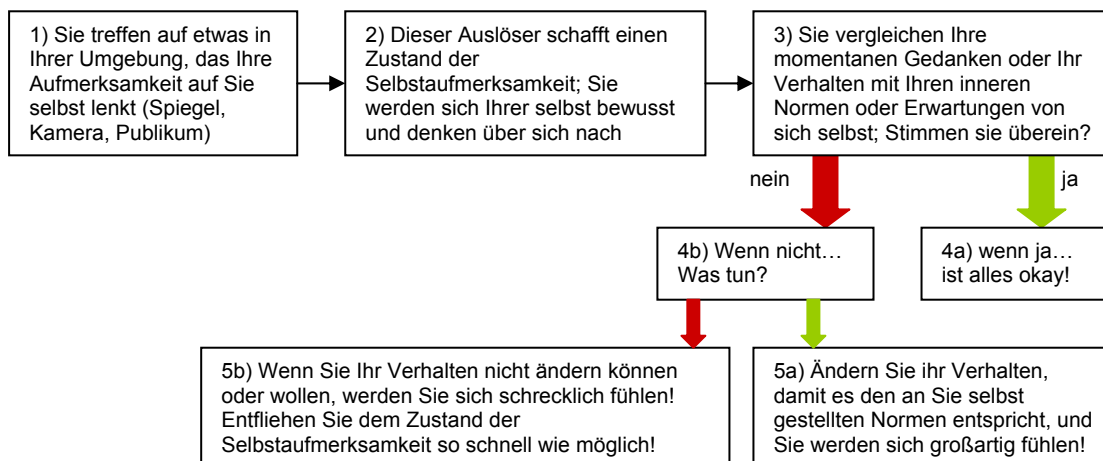 1) Sie treffen auf etwas in
Ihrer Umgebung, das Ihre
Aufmerksamkeit auf Sie
selbst lenkt (Spiegel,
Kamera, Publikum)
2) Dieser Auslöser schafft einen
Zustand der
Selbstaufmerksamkeit; Sie
werden sich Ihrer selbst bewusst
und denken über sich nach
3) Sie vergleichen Ihre
momentanen Gedanken oder Ihr
Verhalten mit Ihren inneren
Normen oder Erwartungen von
sich selbst; Stimmen sie überein?
nein
ja
4b) Wenn nicht…
Was tun?
4a) wenn ja…
ist alles okay!
5b) Wenn Sie Ihr Verhalten nicht ändern können
oder wollen, werden Sie sich schrecklich fühlen!
Entfliehen Sie dem Zustand der
Selbstaufmerksamkeit so schnell wie möglich!
5a) Ändern Sie ihr Verhalten,
damit es den an Sie selbst
gestellten Normen entspricht, und
Sie werden sich großartig fühlen!